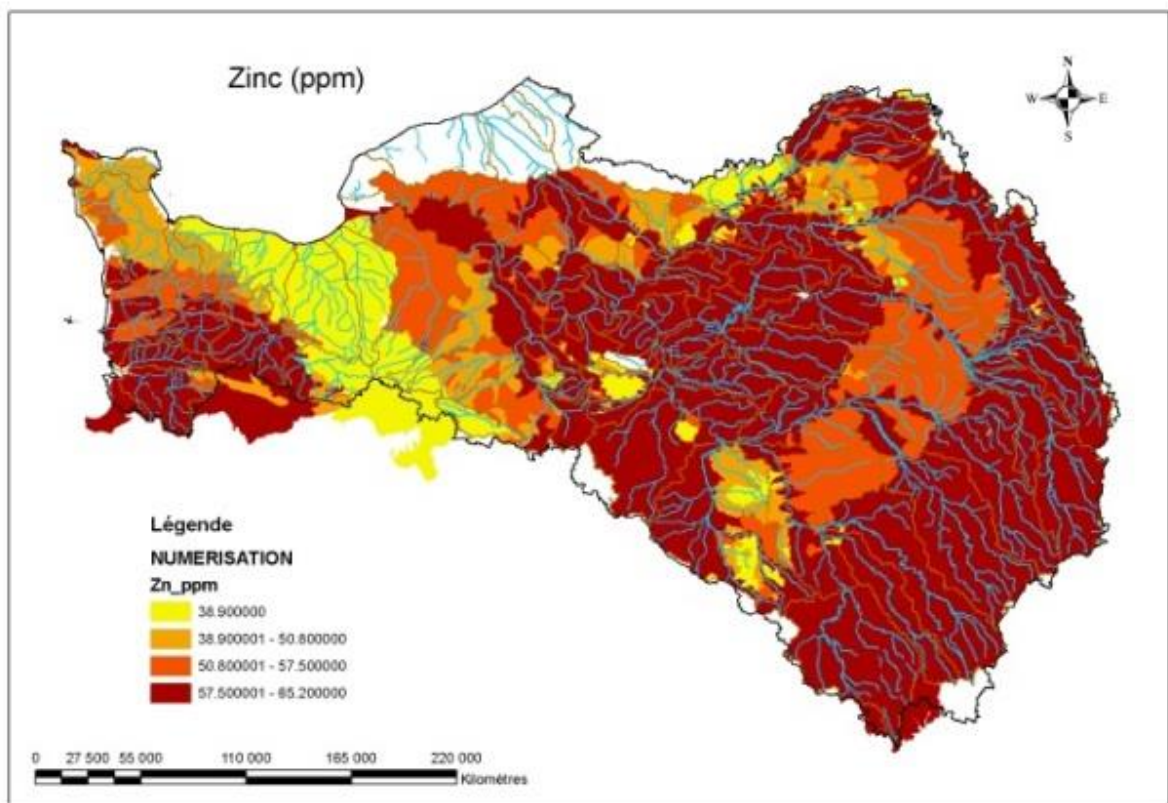 Zinc (ppm)
N
W E
S
Légende
NUMERISATION
Zn_ppm
38.900000
38.900001 - 50.800000
50.800001 - 57.500000
57.500001 - 65.200000
0 27 500 55 000 110 000 165 000 220 000
Kilométres